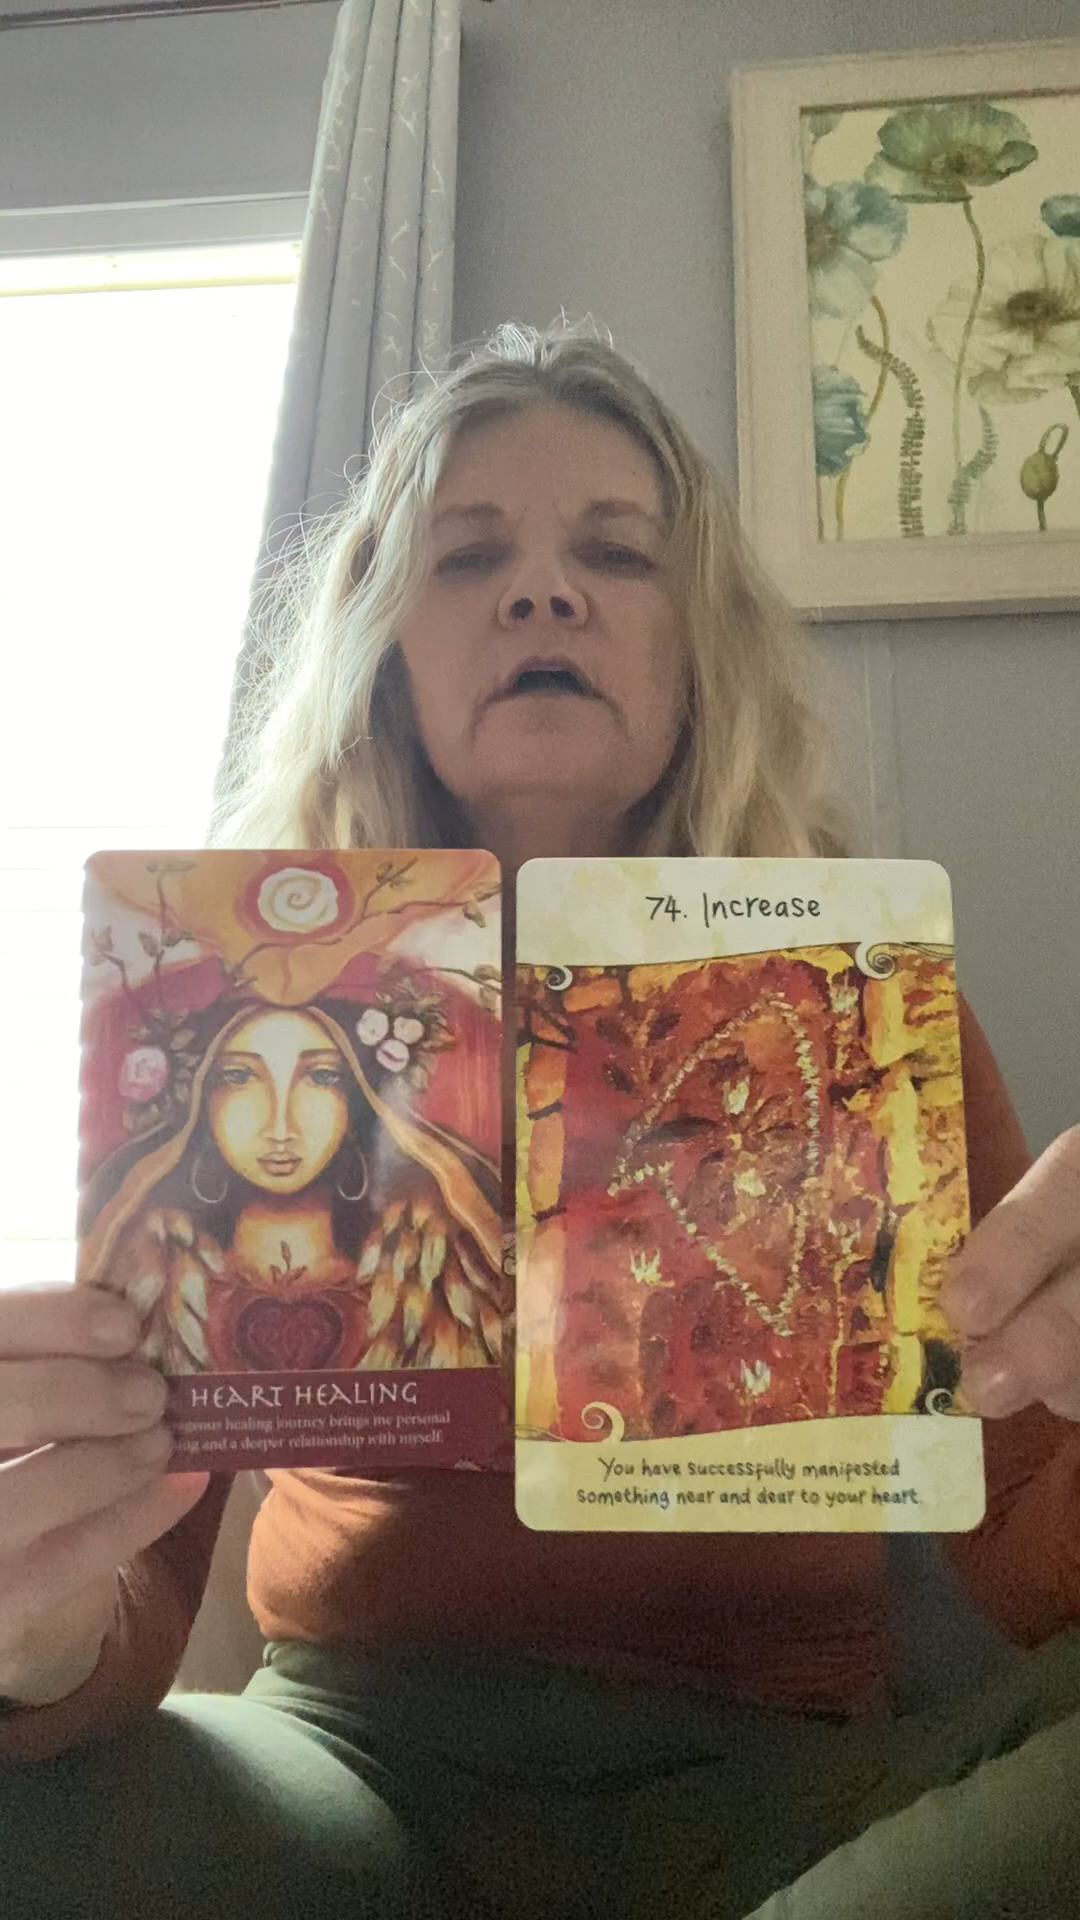 HEART HEALING
healing journey brings me personal
and a deeper relationship with myself.
74. Increase
You have successfully manifested
something near and dear to your heart.